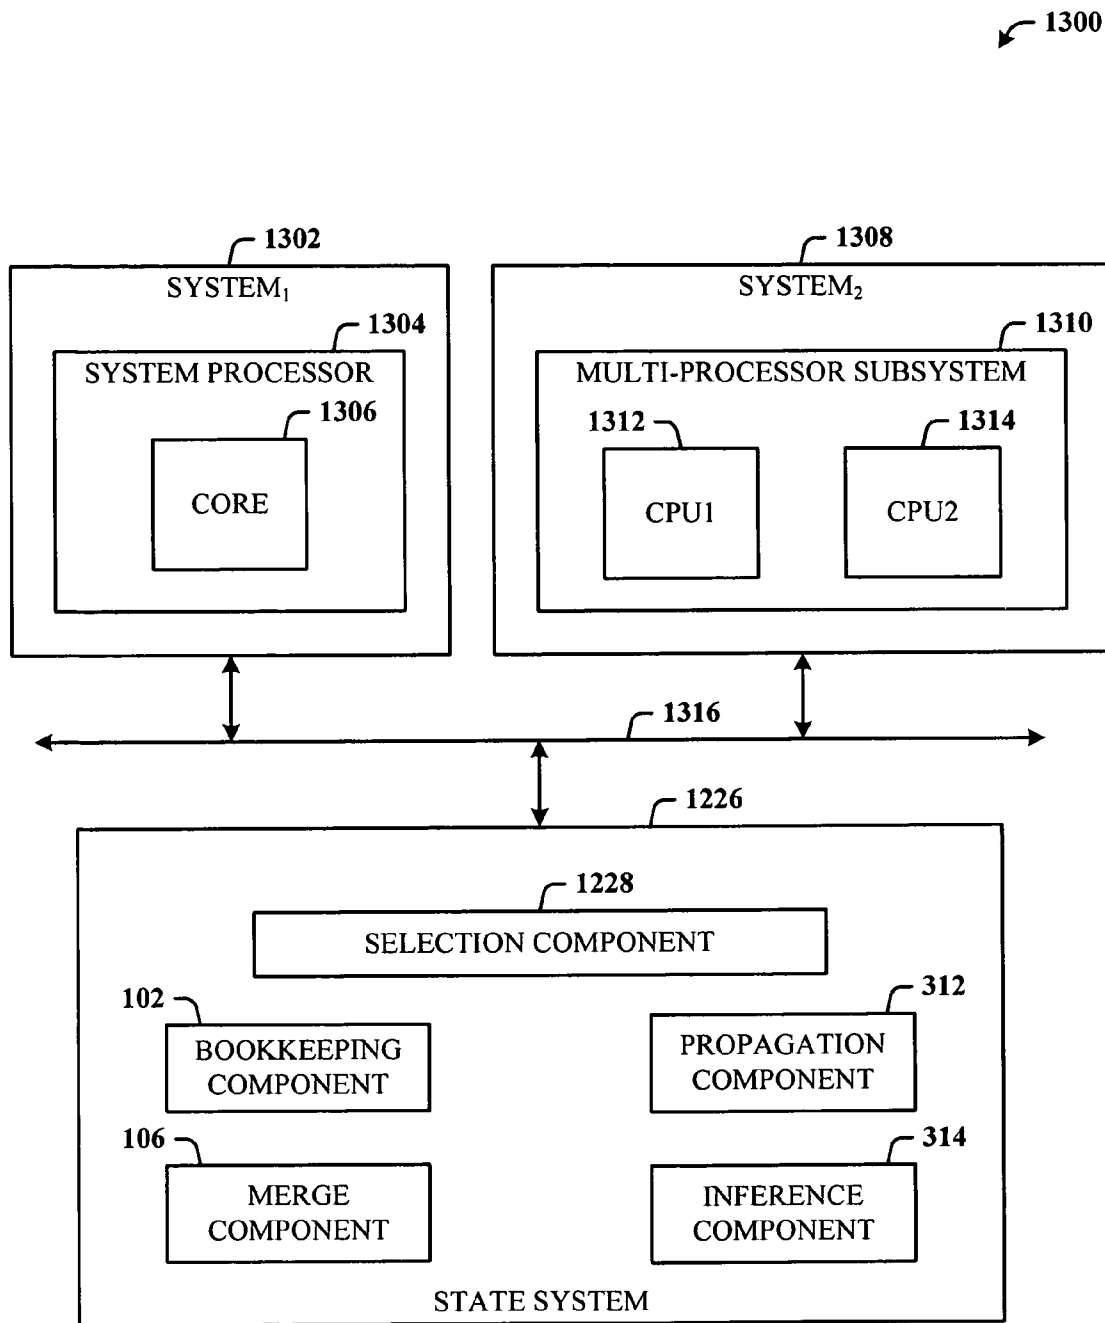 1300
1302
SYSTEM₁
1304
SYSTEM PROCESSOR
1306
CORE
1308
SYSTEM₂
1310
MULTI-PROCESSOR SUBSYSTEM
1312
CPU1
1314
CPU2
1316
1226
1228
SELECTION COMPONENT
102
BOOKKEEPING
COMPONENT
312
PROPAGATION
COMPONENT
106
MERGE
COMPONENT
314
INFERENCE
COMPONENT
STATE SYSTEM